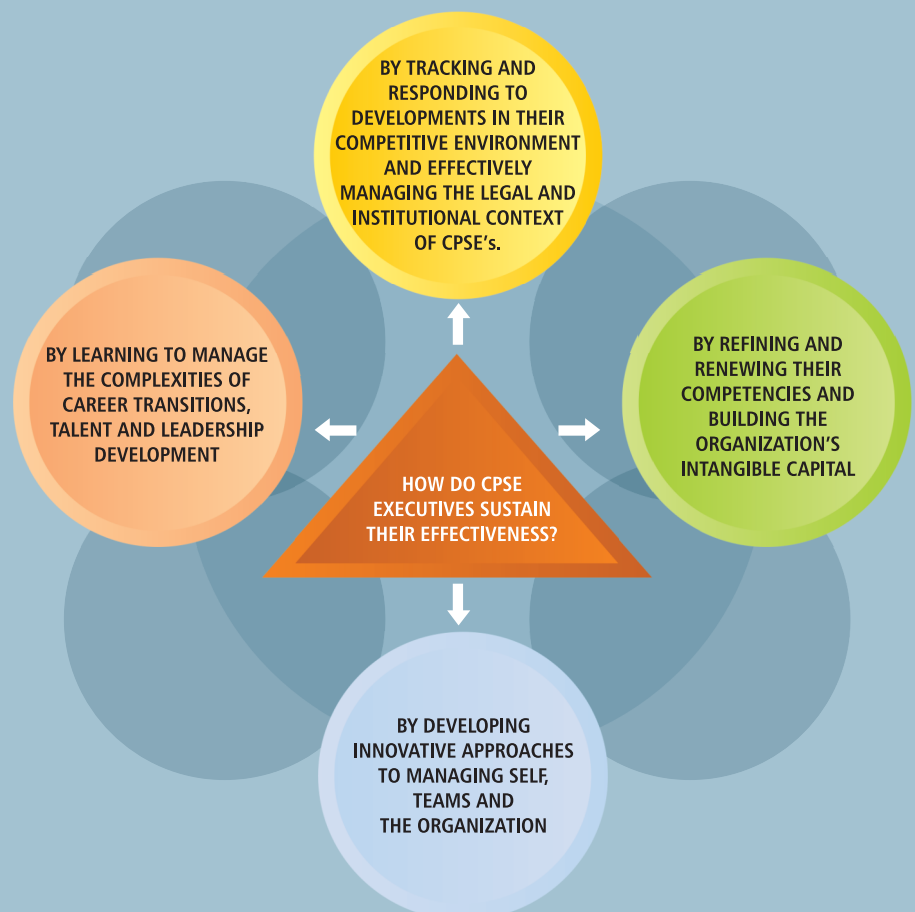 BY TRACKING AND
RESPONDING TO
DEVELOPMENTS IN THEIR
COMPETITIVE ENVIRONMENT
AND EFFECTIVELY
MANAGING THE LEGAL AND
INSTITUTIONAL CONTEXT
OF CPSE's.
BY LEARNING TO MANAGE
THE COMPLEXITIES OF
CAREER TRANSITIONS,
TALENT AND LEADERSHIP
DEVELOPMENT
HOW DO CPSE
EXECUTIVES SUSTAIN
THEIR EFFECTIVENESS?
BY REFINING AND
RENEWING THEIR
COMPETENCIES AND
BUILDING THE
ORGANIZATION'S
INTANGIBLE CAPITAL
BY DEVELOPING
INNOVATIVE APPROACHES
TO MANAGING SELF,
TEAMS AND
THE ORGANIZATION